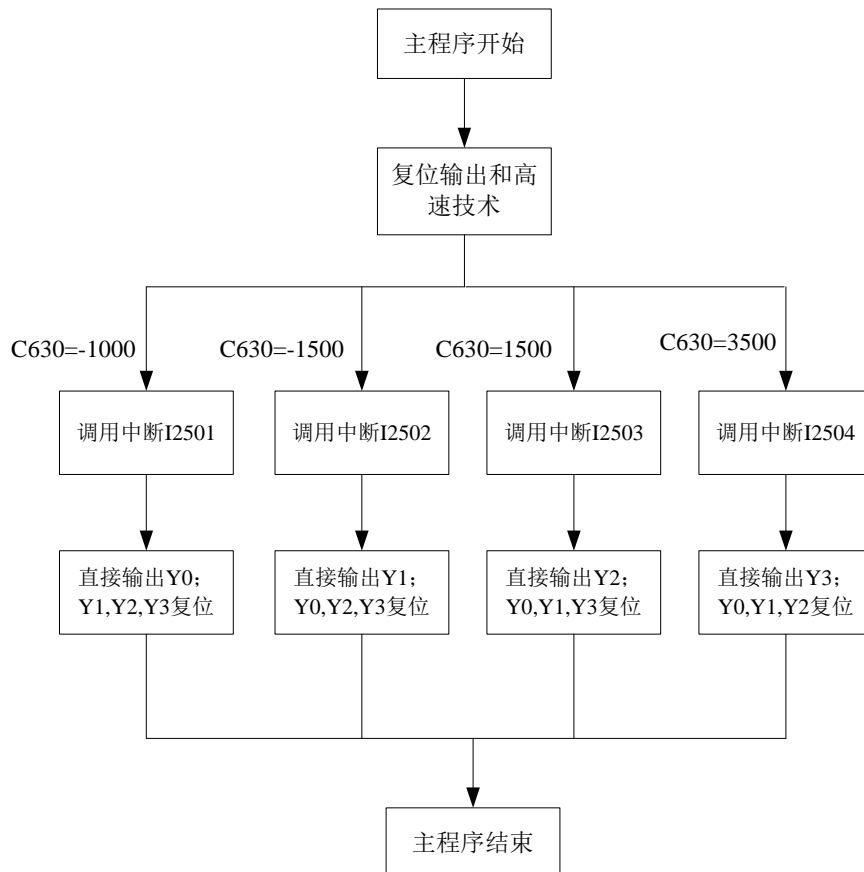 主程序开始
复位输出和高
速技术
C630=-1000
C630=-1500
C630=1500
C630=3500
调用中断I2501
调用中断I2502
调用中断I2503
调用中断I2504
直接输出Y0；
Y1,Y2,Y3复位
直接输出Y1；
Y0,Y2,Y3复位
直接输出Y2；
Y0,Y1,Y3复位
直接输出Y3；
Y0,Y1,Y2复位
主程序结束